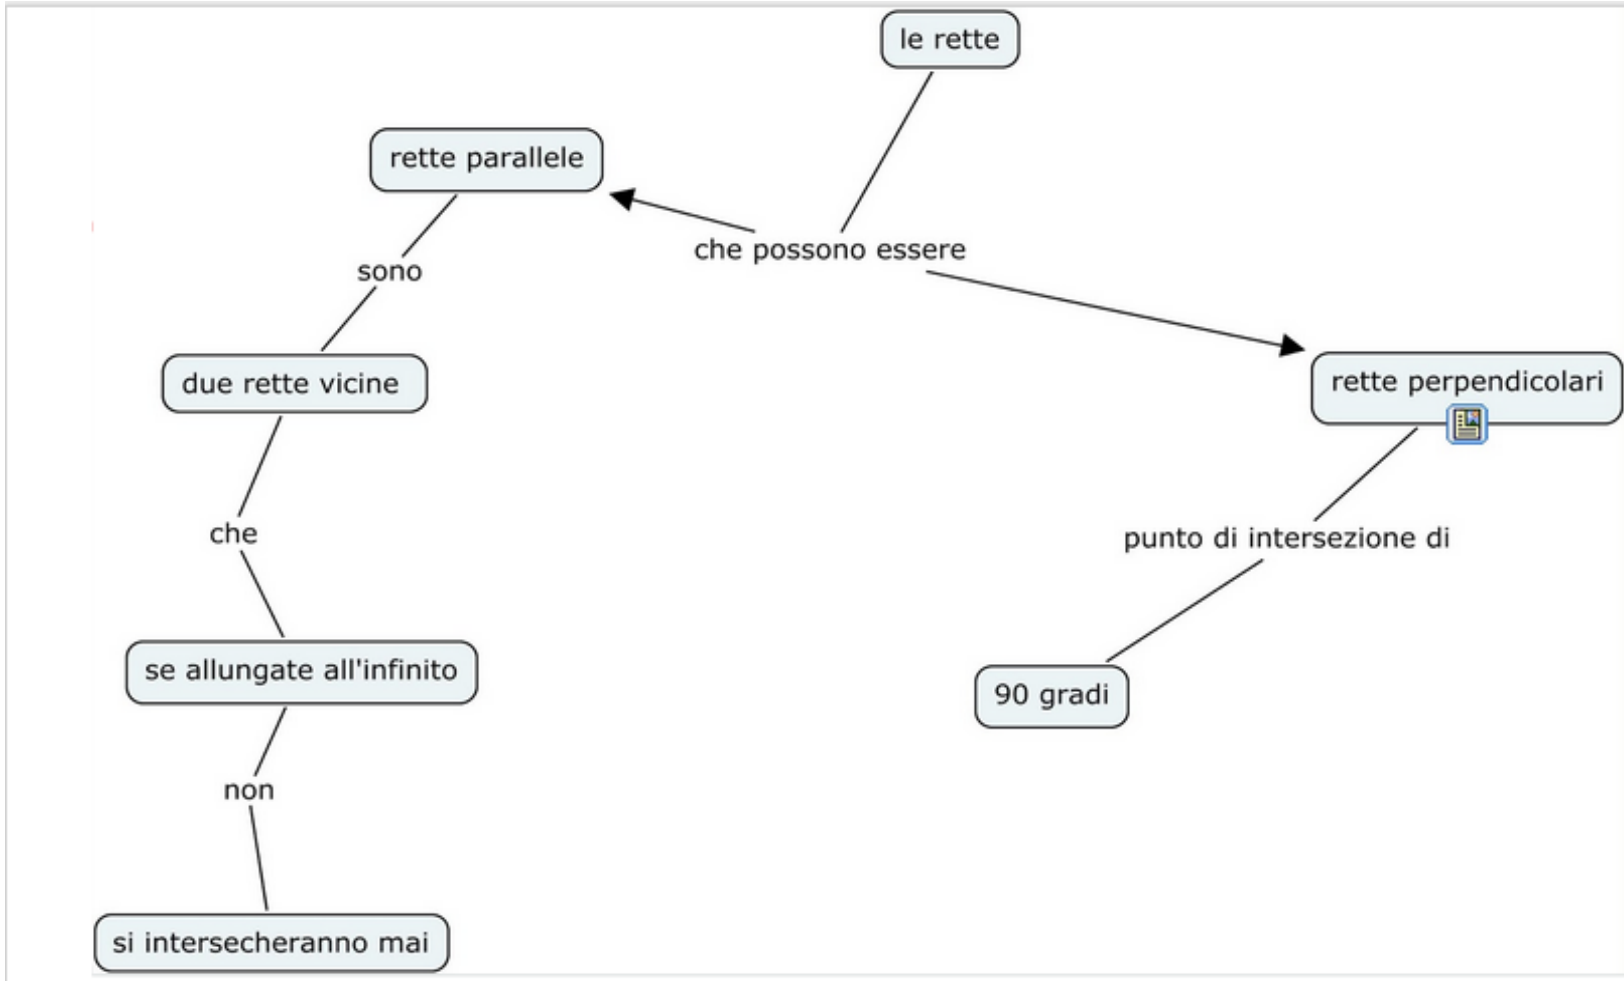 le rette
rette parallele
che possono essere
sono
due rette vicine
rette perpendicolari
che
punto di intersezione di
se allungate all'infinito
90 gradi
non
si intersecheranno mai